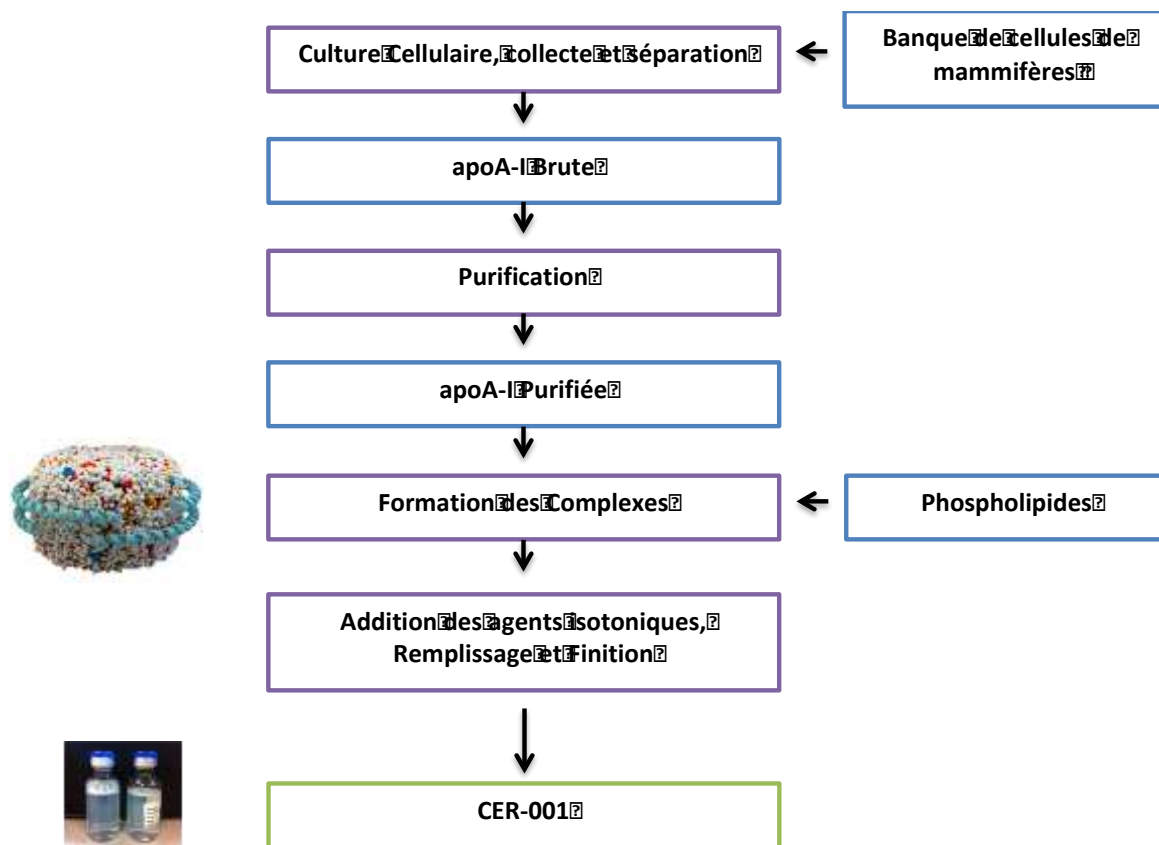 Culture Cellulaire, collecte et séparation
Banque de cellules de
mammifères
apoA-I Brute
Purification
apoA-I Purifiée
Formation des Complexes
Phospholipides
Addition des agents isotoniques,
Remplissage et Finition
CER-001